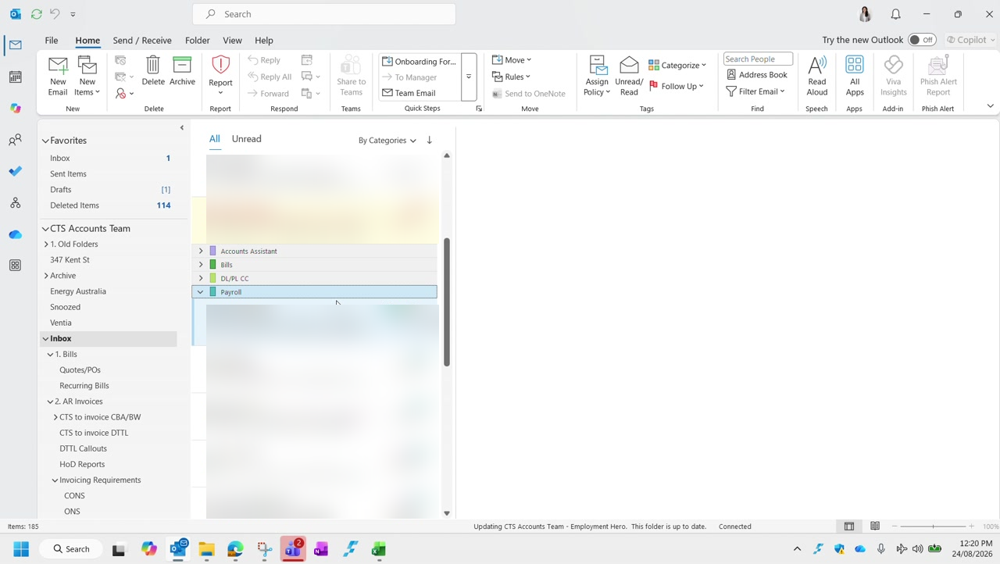 Search
File Home Send / Receive Folder View Help
Try the new Outlook Off Copilot
New Email
New Items
Delete
Archive
Report
Reply
Reply All
Forward
Share to Teams
Onboarding For...
To Manager
Team Email
Move
Rules
Send to OneNote
Assign Policy
Unread/ Read
Categorize
Follow Up
Search People
Address Book
Filter Email
Read Aloud
All Apps
Viva Insights
Phish Alert Report
New Delete Report Respond Teams Quick Steps Move Tags Find Speech Apps Add-in Phish Alert
Favorites
Inbox 1
Sent Items
Drafts [1]
Deleted Items 114
CTS Accounts Team
1. Old Folders
347 Kent St
Archive
Energy Australia
Snoozed
Ventia
Inbox
1. Bills
Quotes/POs
Recurring Bills
2. AR Invoices
CTS to invoice CBA/BW
CTS to invoice DTTL
DTTL Callouts
HoD Reports
Invoicing Requirements
CONS
ONS
All Unread By Categories
Accounts Assistant
Bills
DL/PL CC
Payroll
Items: 185 Updating CTS Accounts Team - Employment Hero. This folder is up to date. Connected 100%
Search 2 12:20 PM
24/08/2026